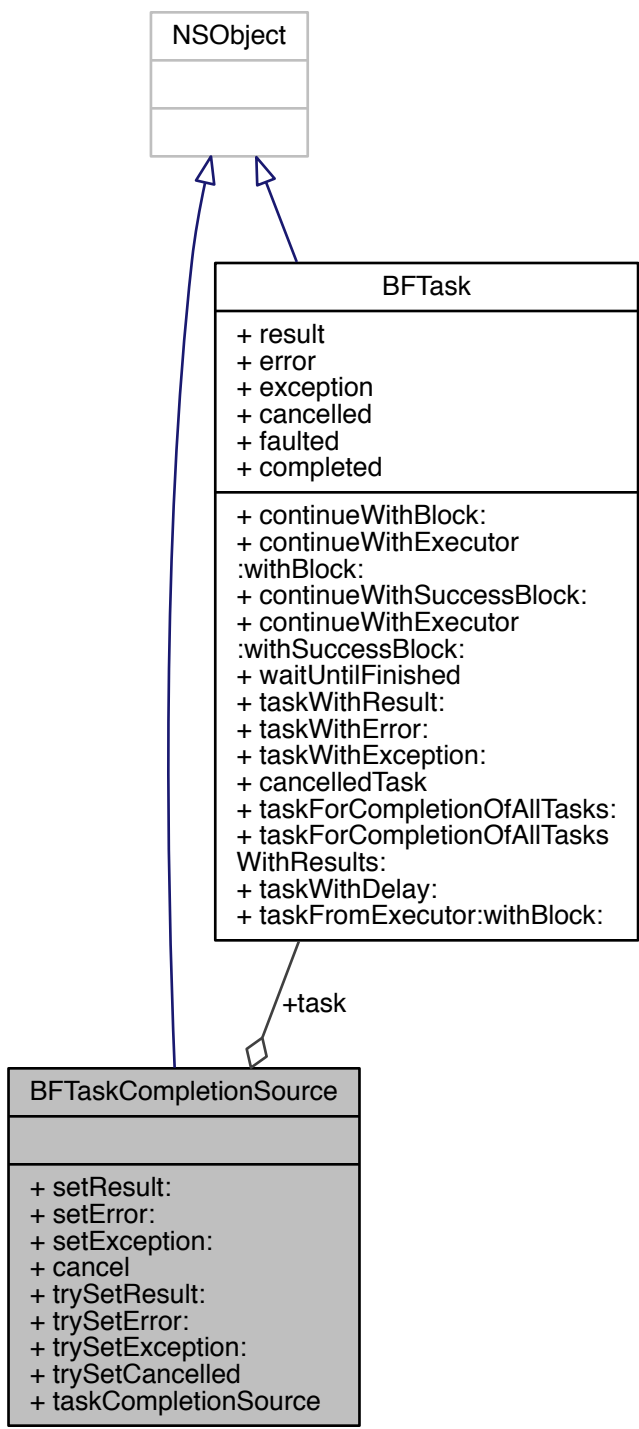 NSObject
BFTask
+ result
+ error
+ exception
+ cancelled
+ faulted
+ completed
+ continueWithBlock:
+ continueWithExecutor
:withBlock:
+ continueWithSuccessBlock:
+ continueWithExecutor
:withSuccessBlock:
+ waitUntilFinished
+ taskWithResult:
+ taskWithError:
+ taskWithException:
+ cancelledTask
+ taskForCompletionOfAllTasks:
+ taskForCompletionOfAllTasks
WithResults:
+ taskWithDelay:
+ taskFromExecutor:withBlock:
+task
BFTaskCompletionSource
+ setResult:
+ setError:
+ setException:
+ cancel
+ trySetResult:
+ trySetError:
+ trySetException:
+ trySetCancelled
+ taskCompletionSource